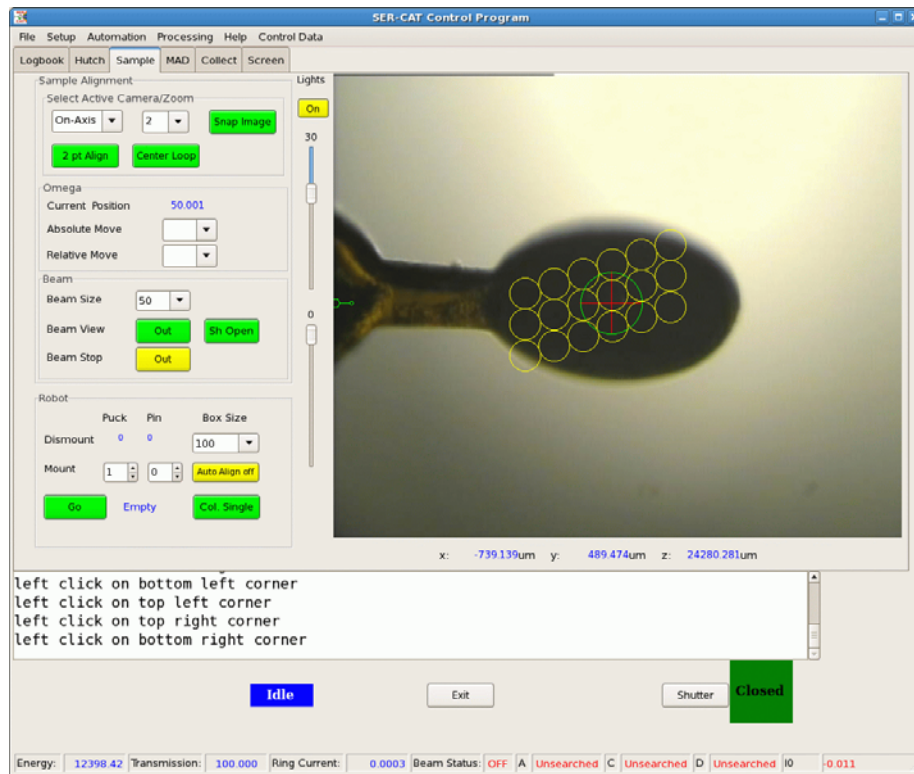 SER-CAT Control Program
File Setup Automation Processing Help Control Data
Logbook Hutch Sample MAD Collect Screen
Sample Alignment
Lights
Select Active Camera/Zoom
On-Axis 2 Snap Image
On
2 pt Align Center Loop
30
Omega
Current Position 50.001
Absolute Move
Relative Move
Beam
Beam Size 50
0
Beam View Out Sh Open
Beam Stop Out
Robot
Puck Pin Box Size
Dismount 0 0 100
Mount 1 0 Auto Align off
Go Empty Col. Single
x: -739.139um y: 489.474um z: 24280.281um
left click on bottom left corner
left click on top left corner
left click on top right corner
left click on bottom right corner
Idle Exit Shutter Closed
Energy: 12398.42 Transmission: 100.000 Ring Current: 0.0003 Beam Status: OFF A Unsearched C Unsearched D Unsearched I0 -0.011